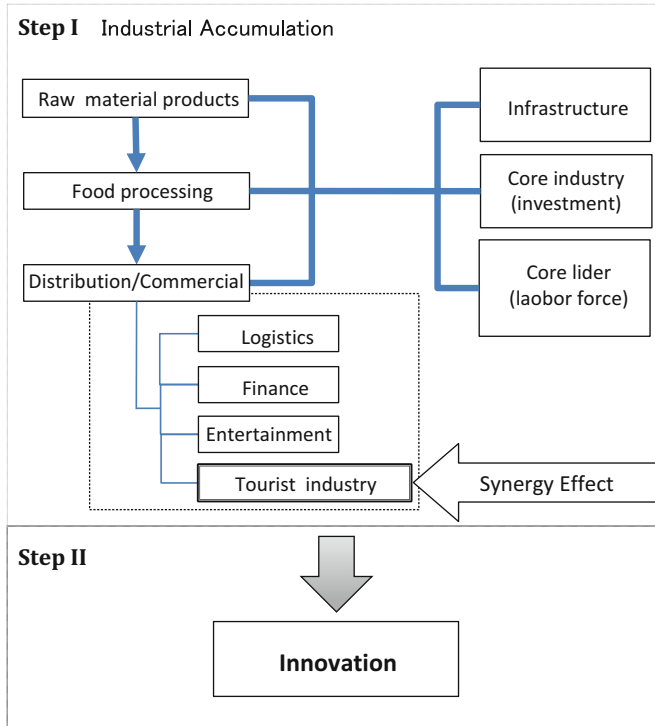 Step I Industrial Accumulation
Raw material products
Food processing
Distribution/Commercial
Infrastructure
Core industry
(investment)
Core lider
(laobor force)
Logistics
Finance
Entertainment
Tourist industry
Synergy Effect
Step II
Innovation